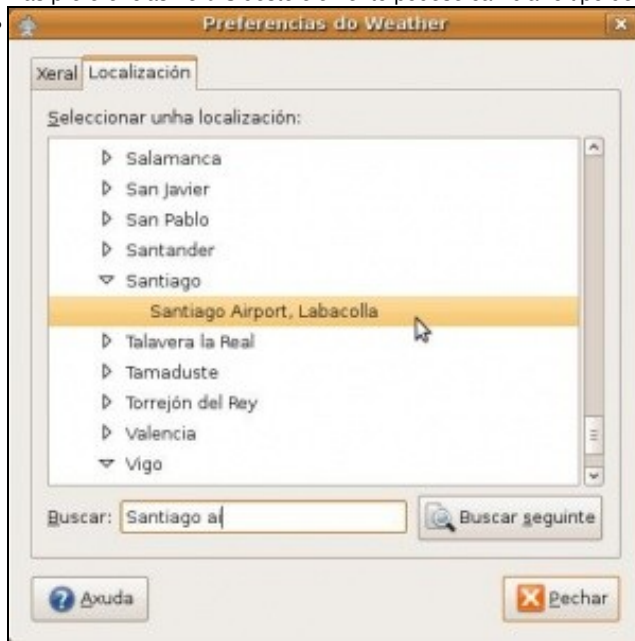 Preferencias do Weather
Xeral Localización
Seleccionar unha localización:
Salamanca
San Javier
San Pablo
Santander
Santiago
Santiago Airport, Labacolla
Talavera la Real
Tamaduste
Torrejón del Rey
Valencia
Vigo
Buscar: Santiago ai Buscar seguinte
Axuda Pechar